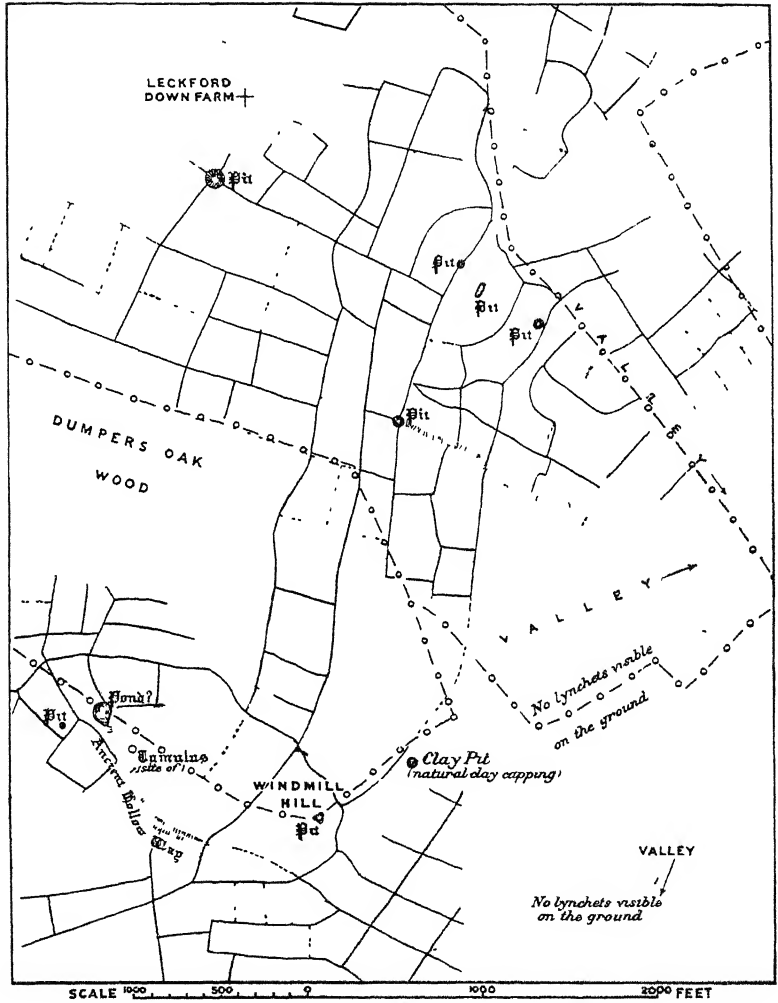 LECKFORD
DOWN FARM
Pit
Pit
Pit
Pit
VALLEY
Pit
DUMPERS OAK
WOOD
VALLEY
No lynchets visible
on the ground
Pond?
Pit
Tumulus
(site of)
Ancient Hollow
Way
Clay Pit
(natural clay capping)
WINDMILL
HILL
Pit
VALLEY
No lynchets visible
on the ground
SCALE 1000 500 0 1000 2000 FEET